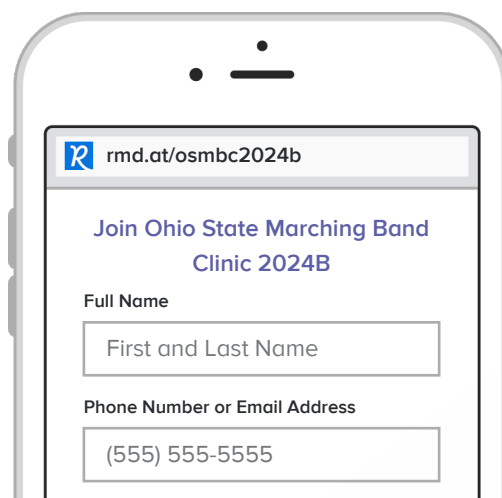 rmd.at/osmbc2024b
Join Ohio State Marching Band
Clinic 2024B
Full Name
First and Last Name
Phone Number or Email Address
(555) 555-5555